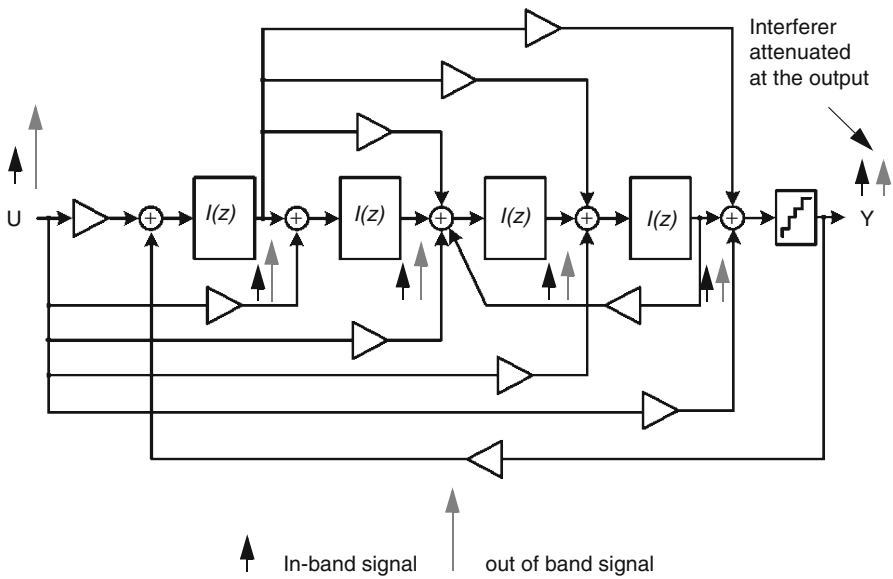 Interferer
attenuated
at the output
U
I(z)
I(z)
I(z)
I(z)
Y
In-band signal
out of band signal